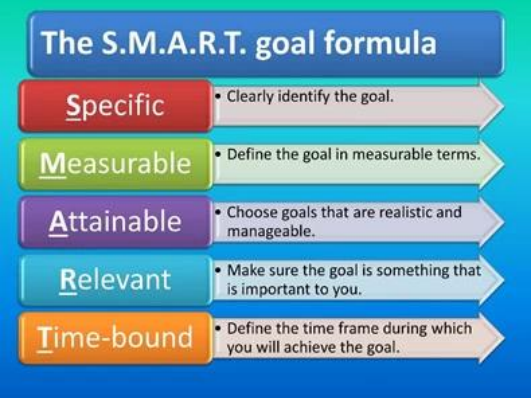 The S.M.A.R.T. goal formula
Specific
• Clearly identify the goal.
Measurable
• Define the goal in measurable terms.
Attainable
• Choose goals that are realistic and
manageable.
Relevant
• Make sure the goal is something that
is important to you.
Time-bound
• Define the time frame during which
you will achieve the goal.